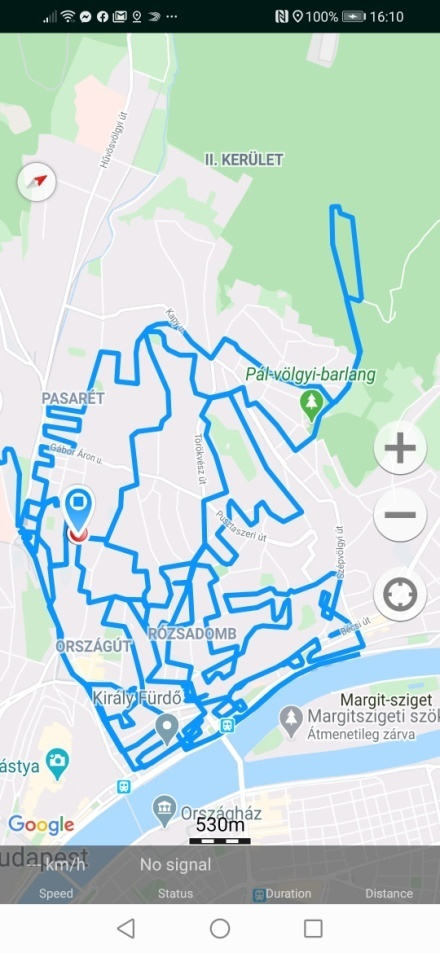 100% 16:10
Hűvösvölgyi út
II. KERÜLET
Kapy u.
Pál-völgyi-barlang
PASARÉT
Gábor Áron u.
Törökvész út
Pusztaszeri út
Szépvölgyi út
RÓZSADOMB
Bécsi út
ORSZÁGÚT
Király Fürdő
Margit-sziget
Margitszigeti szök
Átmenetileg zárva
ástya
Országház
Google
530m
udapest
--- km/h No signal
Speed Status Duration Distance